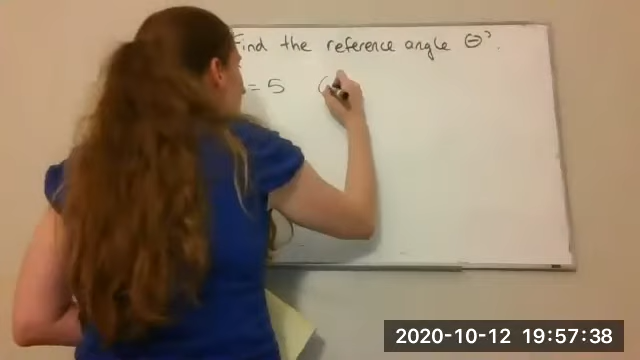 Find the reference angle θ'.
= 5 (
2020-10-12 19:57:38